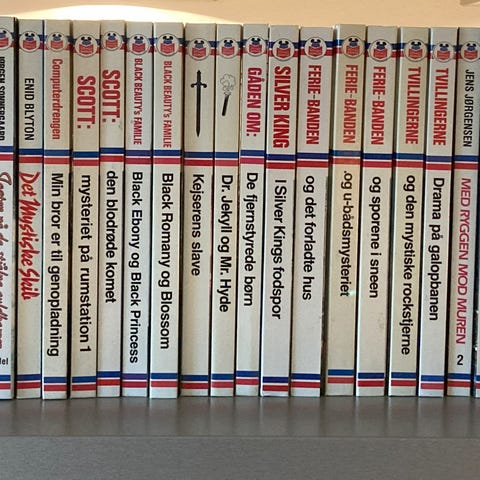 JØRGEN SONNERGAARD
ENID BLYTON
Det Mystiske Skib
Computerdrengen
Min bror er til genopladning
SCOTT:
mysteriet på rumstation 1
SCOTT:
den blodrøde komet
BLACK BEAUTY's FAMILIE
Black Ebony og Black Princess
BLACK BEAUTY's FAMILIE
Black Romany og Blossom
Kejserens slave
Dr. Jekyll og Mr. Hyde
GÅDEN OM:
De fjernstyrede børn
SILVER KING
I Silver Kings fodspor
FERIE-BANDEN
og det forladte hus
FERIE-BANDEN
.og u-bådsmysteriet
FERIE-BANDEN
og sporene i sneen
TVILLINGERNE
og den mystiske rockstjerne
TVILLINGERNE
Drama på galopbanen
JENS JØRGENSEN
MED RYGGEN MOD MUREN
2